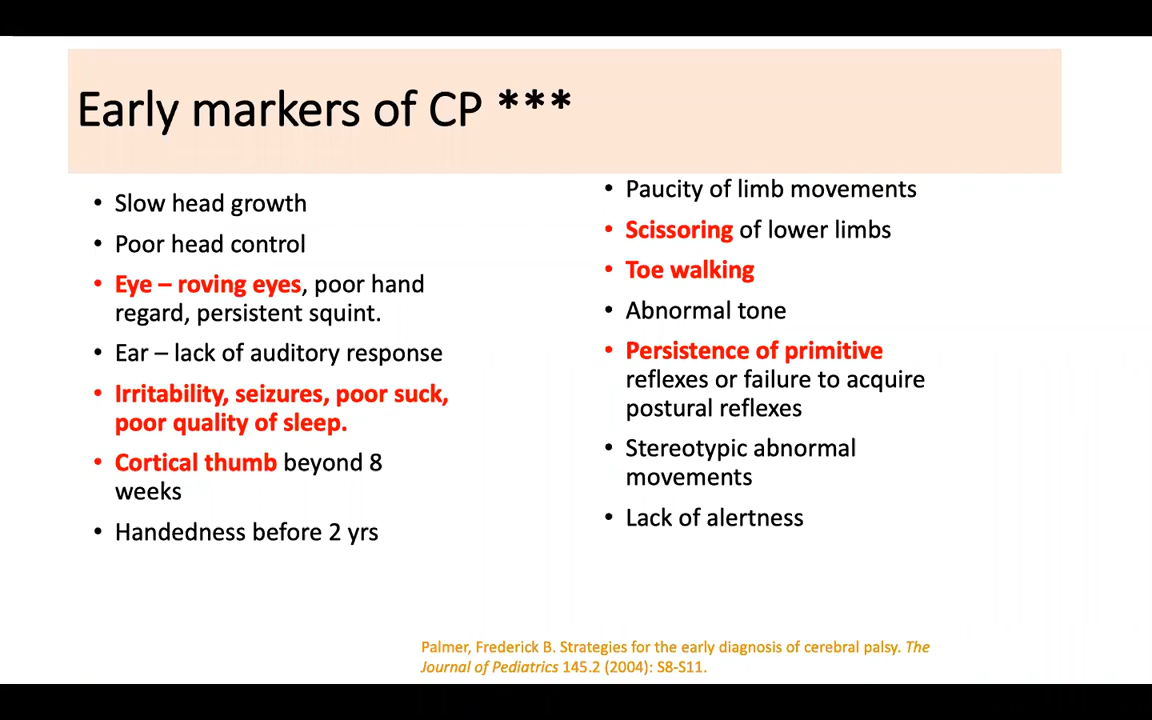 Early markers of CP ***
• Slow head growth
• Poor head control
• Eye – roving eyes, poor hand
regard, persistent squint.
• Ear – lack of auditory response
• Irritability, seizures, poor suck,
poor quality of sleep.
• Cortical thumb beyond 8
weeks
• Handedness before 2 yrs
• Paucity of limb movements
• Scissoring of lower limbs
• Toe walking
• Abnormal tone
• Persistence of primitive
reflexes or failure to acquire
postural reflexes
• Stereotypic abnormal
movements
• Lack of alertness
Palmer, Frederick B. Strategies for the early diagnosis of cerebral palsy. The
Journal of Pediatrics 145.2 (2004): S8-S11.